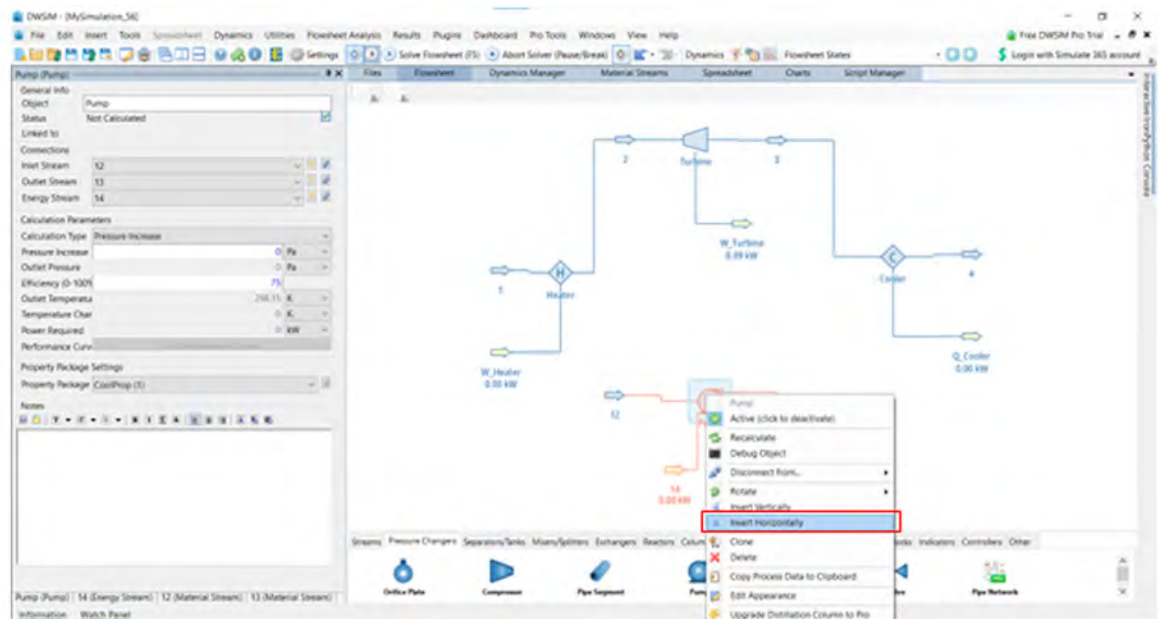 DWSIM - [MySimulation_56]
File Edit Insert Tools Spreadsheet Dynamics Utilities Flowsheet Analysis Results Plugins Dashboard Pro Tools Windows View Help Free DWSIM Pro Trial
Settings Solve Flowsheet (F5) Abort Solver (Pause/Break) Dynamics Flowsheet States Login with Simulate 365 account
Pump (Pump) Files Flowsheet Dynamics Manager Material Streams Spreadsheet Charts Script Manager
Interactive IronPython Console
General Info
Object Pump
Status Not Calculated
Linked to
Connections
Inlet Stream 12
Outlet Stream 13
Energy Stream 14
Calculation Parameters
Calculation Type Pressure Increase
Pressure Increase 0 Pa
Outlet Pressure 0 Pa
Efficiency (0-100% 75
Outlet Temperatu 298.15 K
Temperature Chan 0 K
Power Required 0 kW
Performance Curv
Property Package Settings
Property Package CoolProp (1)
Notes
2
Turbine
3
W_Turbine
0.09 kW
H
Heater
C
Cooler
4
W_Heater
0.00 kW
Q_Cooler
0.00 kW
12
14
0.00 kW
Pump
Active (click to deactivate)
Recalculate
Debug Object
Disconnect from...
Rotate
Invert Vertically
Invert Horizontally
Clone
Delete
Copy Process Data to Clipboard
Edit Appearance
Upgrade Distillation Column to Pro
Streams Pressure Changers Separators/Tanks Mixers/Splitters Exchangers Reactors Indicators Controllers Other
Orifice Plate Compressor Pipe Segment Pipe Network
Pump (Pump) 14 (Energy Stream) 12 (Material Stream) 13 (Material Stream)
Information Watch Panel